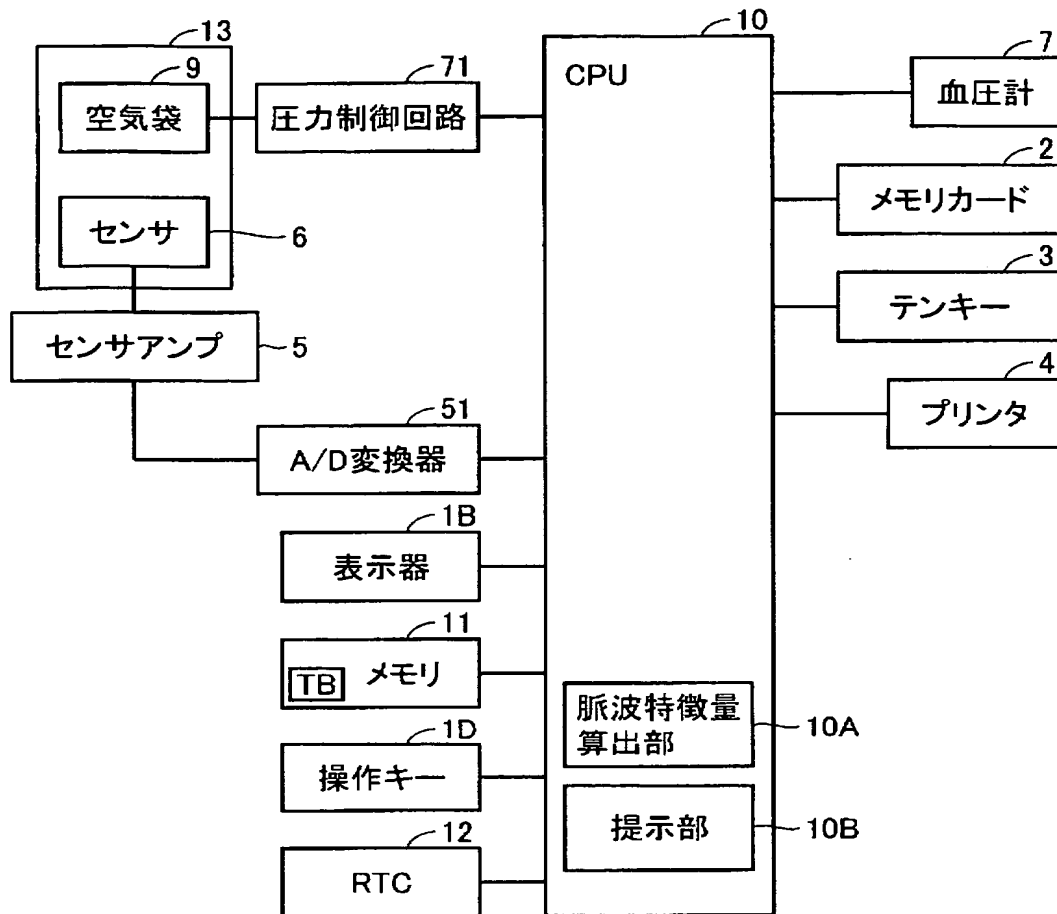 13
9
空気袋
71
圧力制御回路
センサ
6
センサアンプ
5
51
A/D変換器
1B
表示器
11
TB
メモリ
1D
操作キー
12
RTC
10
CPU
脈波特徴量
算出部
10A
提示部
10B
7
血圧計
2
メモリカード
3
テンキー
4
プリンタ